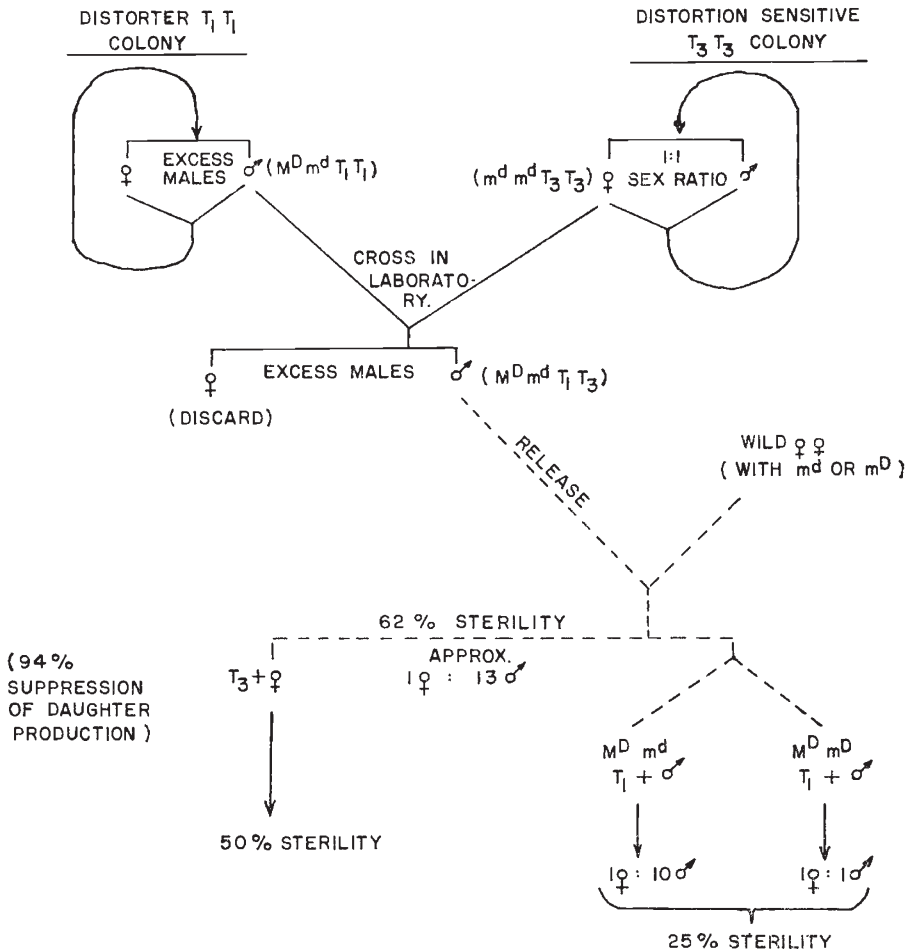 DISTORTER T₁ T₁
COLONY
DISTORTION SENSITIVE
T₃ T₃ COLONY
♀ EXCESS MALES ♂ (Mᴰ mᵈ T₁ T₁)
(mᵈ mᵈ T₃ T₃) ♀ 1:1 SEX RATIO ♂
CROSS IN
LABORATO-
RY.
♀ EXCESS MALES ♂ (Mᴰ mᵈ T₁ T₃)
(DISCARD)
RELEASE
WILD ♀ ♀
(WITH mᵈ OR mᴰ)
62% STERILITY
(94%
SUPPRESSION
OF DAUGHTER
PRODUCTION)
T₃ + ♀
APPROX.
1♀ : 13♂
Mᴰ mᵈ
T₁ + ♂
Mᴰ mᴰ
T₁ + ♂
50% STERILITY
1♀ : 10♂
1♀ : 1♂
25% STERILITY